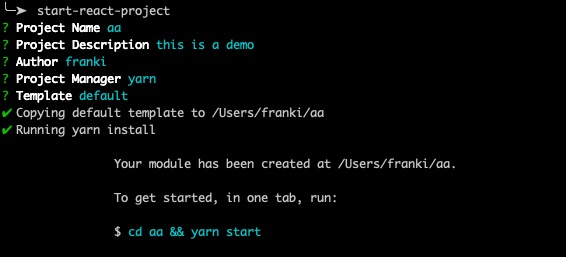 ╰─➤ start-react-project
? Project Name aa
? Project Description this is a demo
? Author franki
? Project Manager yarn
? Template default
✔ Copying default template to /Users/franki/aa
✔ Running yarn install
Your module has been created at /Users/franki/aa.
To get started, in one tab, run:
$ cd aa && yarn start